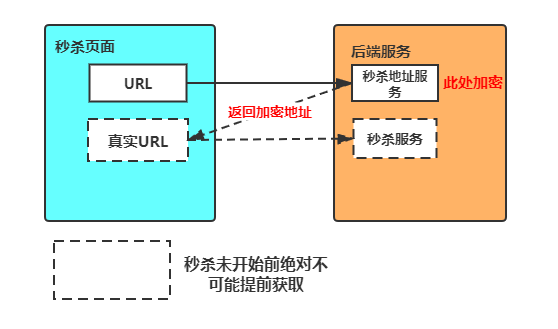 秒杀页面
URL
真实URL
返回加密地址
后端服务
秒杀地址服
务
此处加密
秒杀服务
秒杀未开始前绝对不
可能提前获取